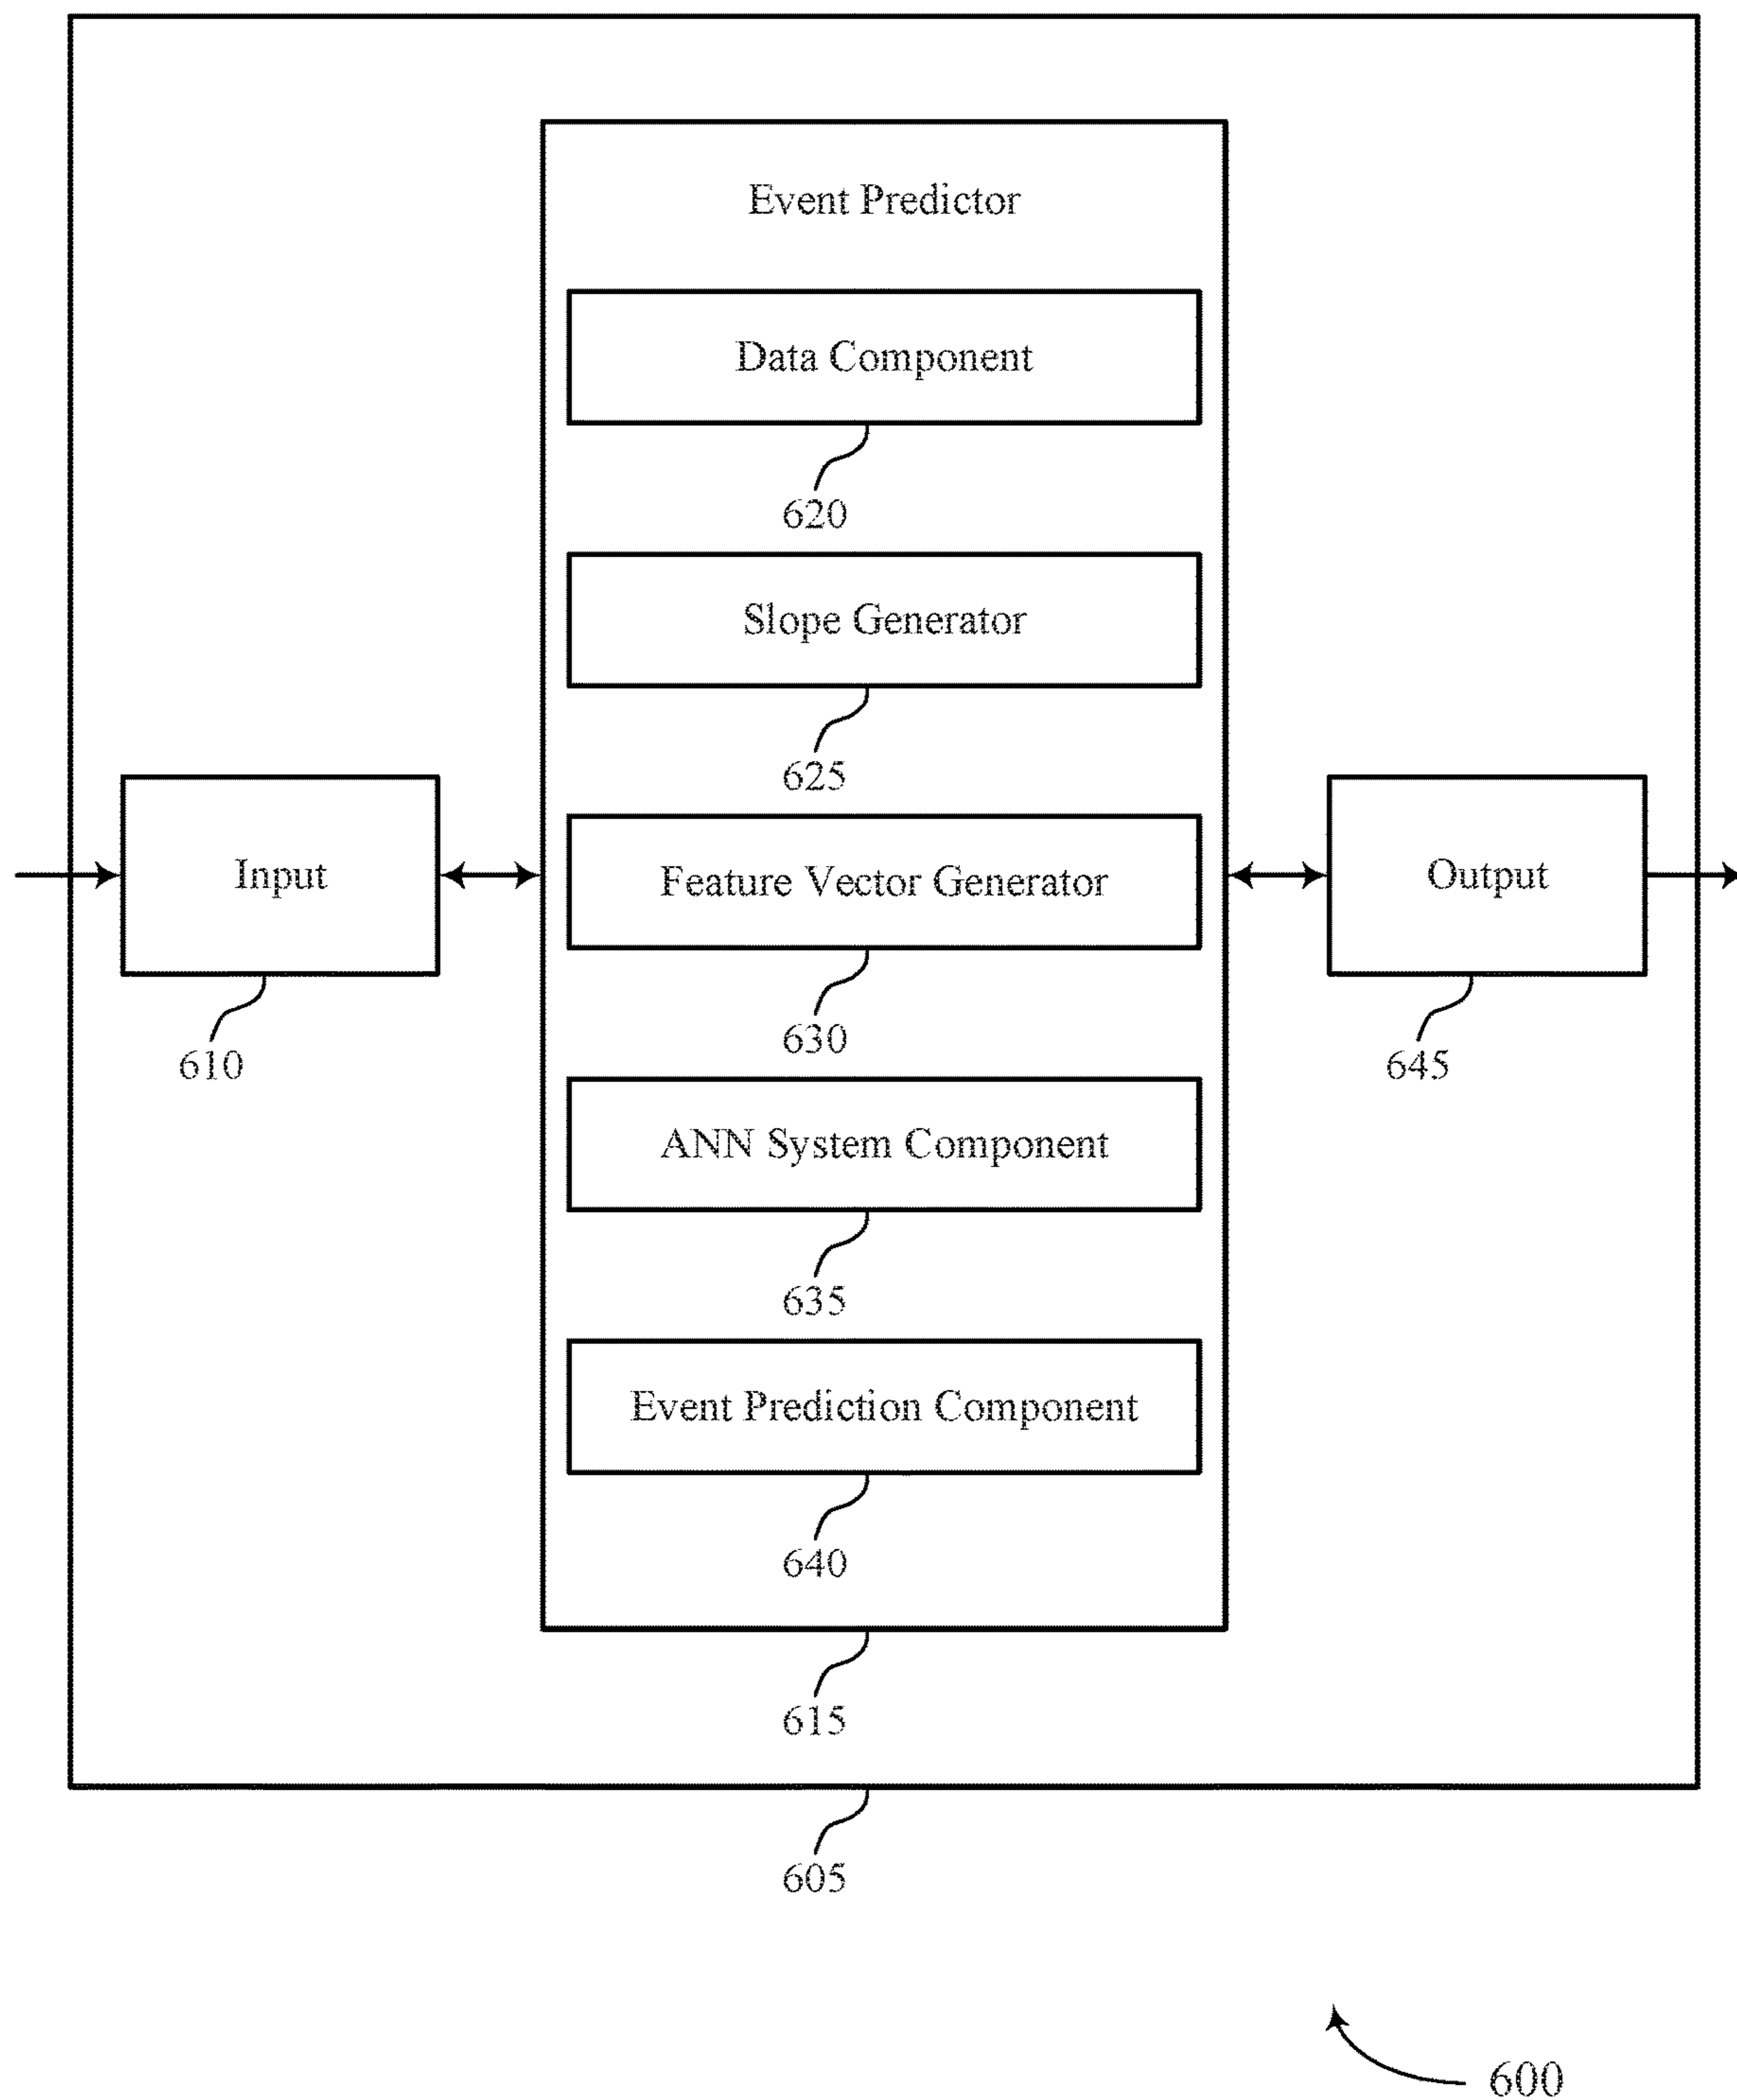 Event Predictor
Data Component
620
Slope Generator
625
Input
610
Feature Vector Generator
630
Output
645
ANN System Component
635
Event Prediction Component
640
615
605
600